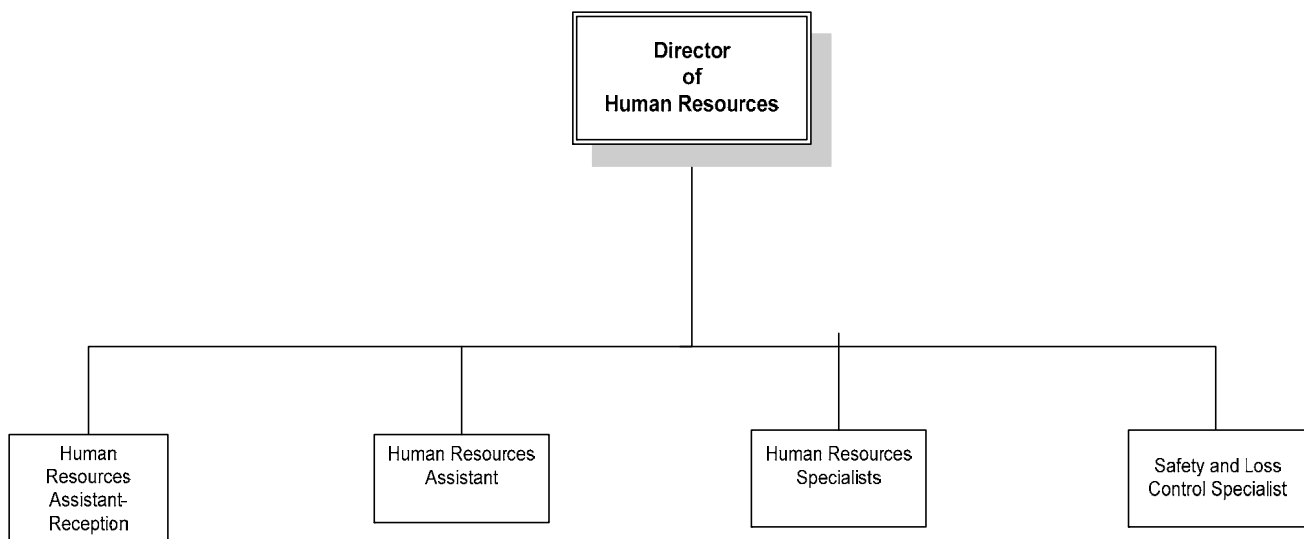 Director
of
Human Resources
Human
Resources
Assistant-
Reception
Human Resources
Assistant
Human Resources
Specialists
Safety and Loss
Control Specialist